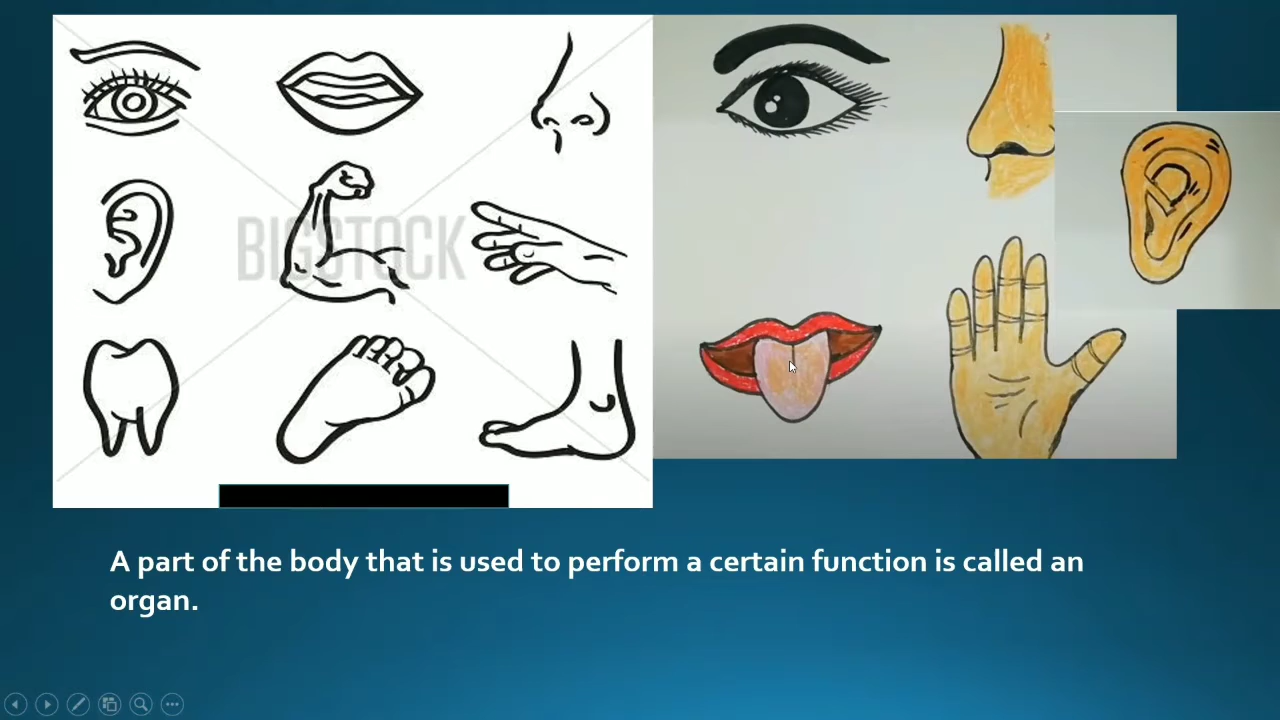 BIGSTOCK
A part of the body that is used to perform a certain function is called an
organ.